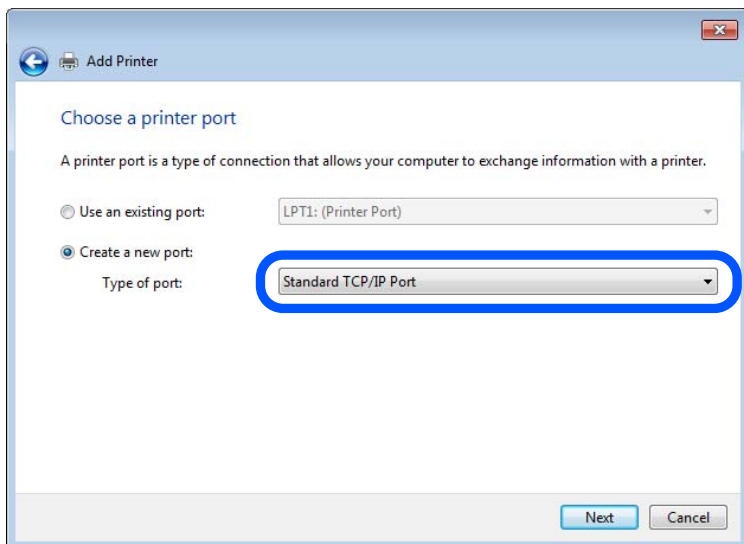 Add Printer
Choose a printer port
A printer port is a type of connection that allows your computer to exchange information with a printer.
Use an existing port: LPT1: (Printer Port)
Create a new port:
Type of port: Standard TCP/IP Port
Next Cancel